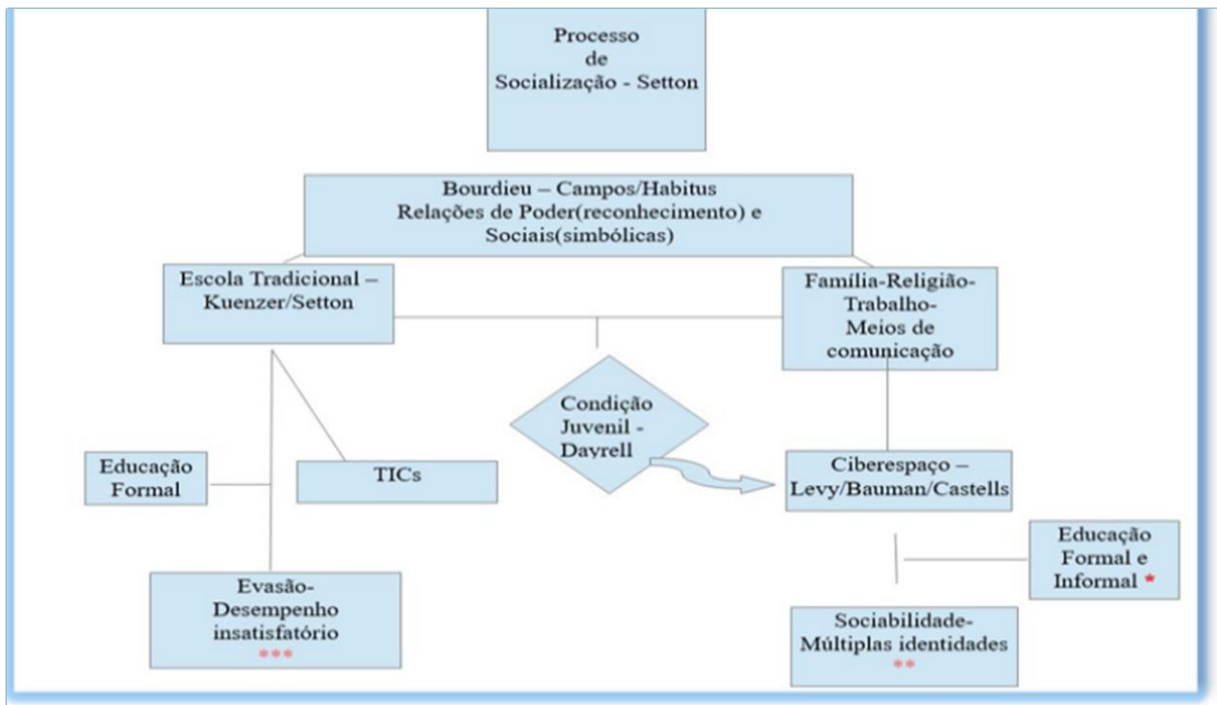 Processo
de
Socialização - Setton
Bourdieu – Campos/Habitus
Relações de Poder(reconhecimento) e
Sociais(simbólicas)
Escola Tradicional –
Kuenzer/Setton
Família-Religião-
Trabalho-
Meios de
comunicação
Condição
Juvenil -
Dayrell
Educação
Formal
TICs
Ciberespaço –
Levy/Bauman/Castells
Educação
Formal e
Informal *
Evasão-
Desempenho
insatisfatório
***
Sociabilidade-
Múltiplas identidades
**